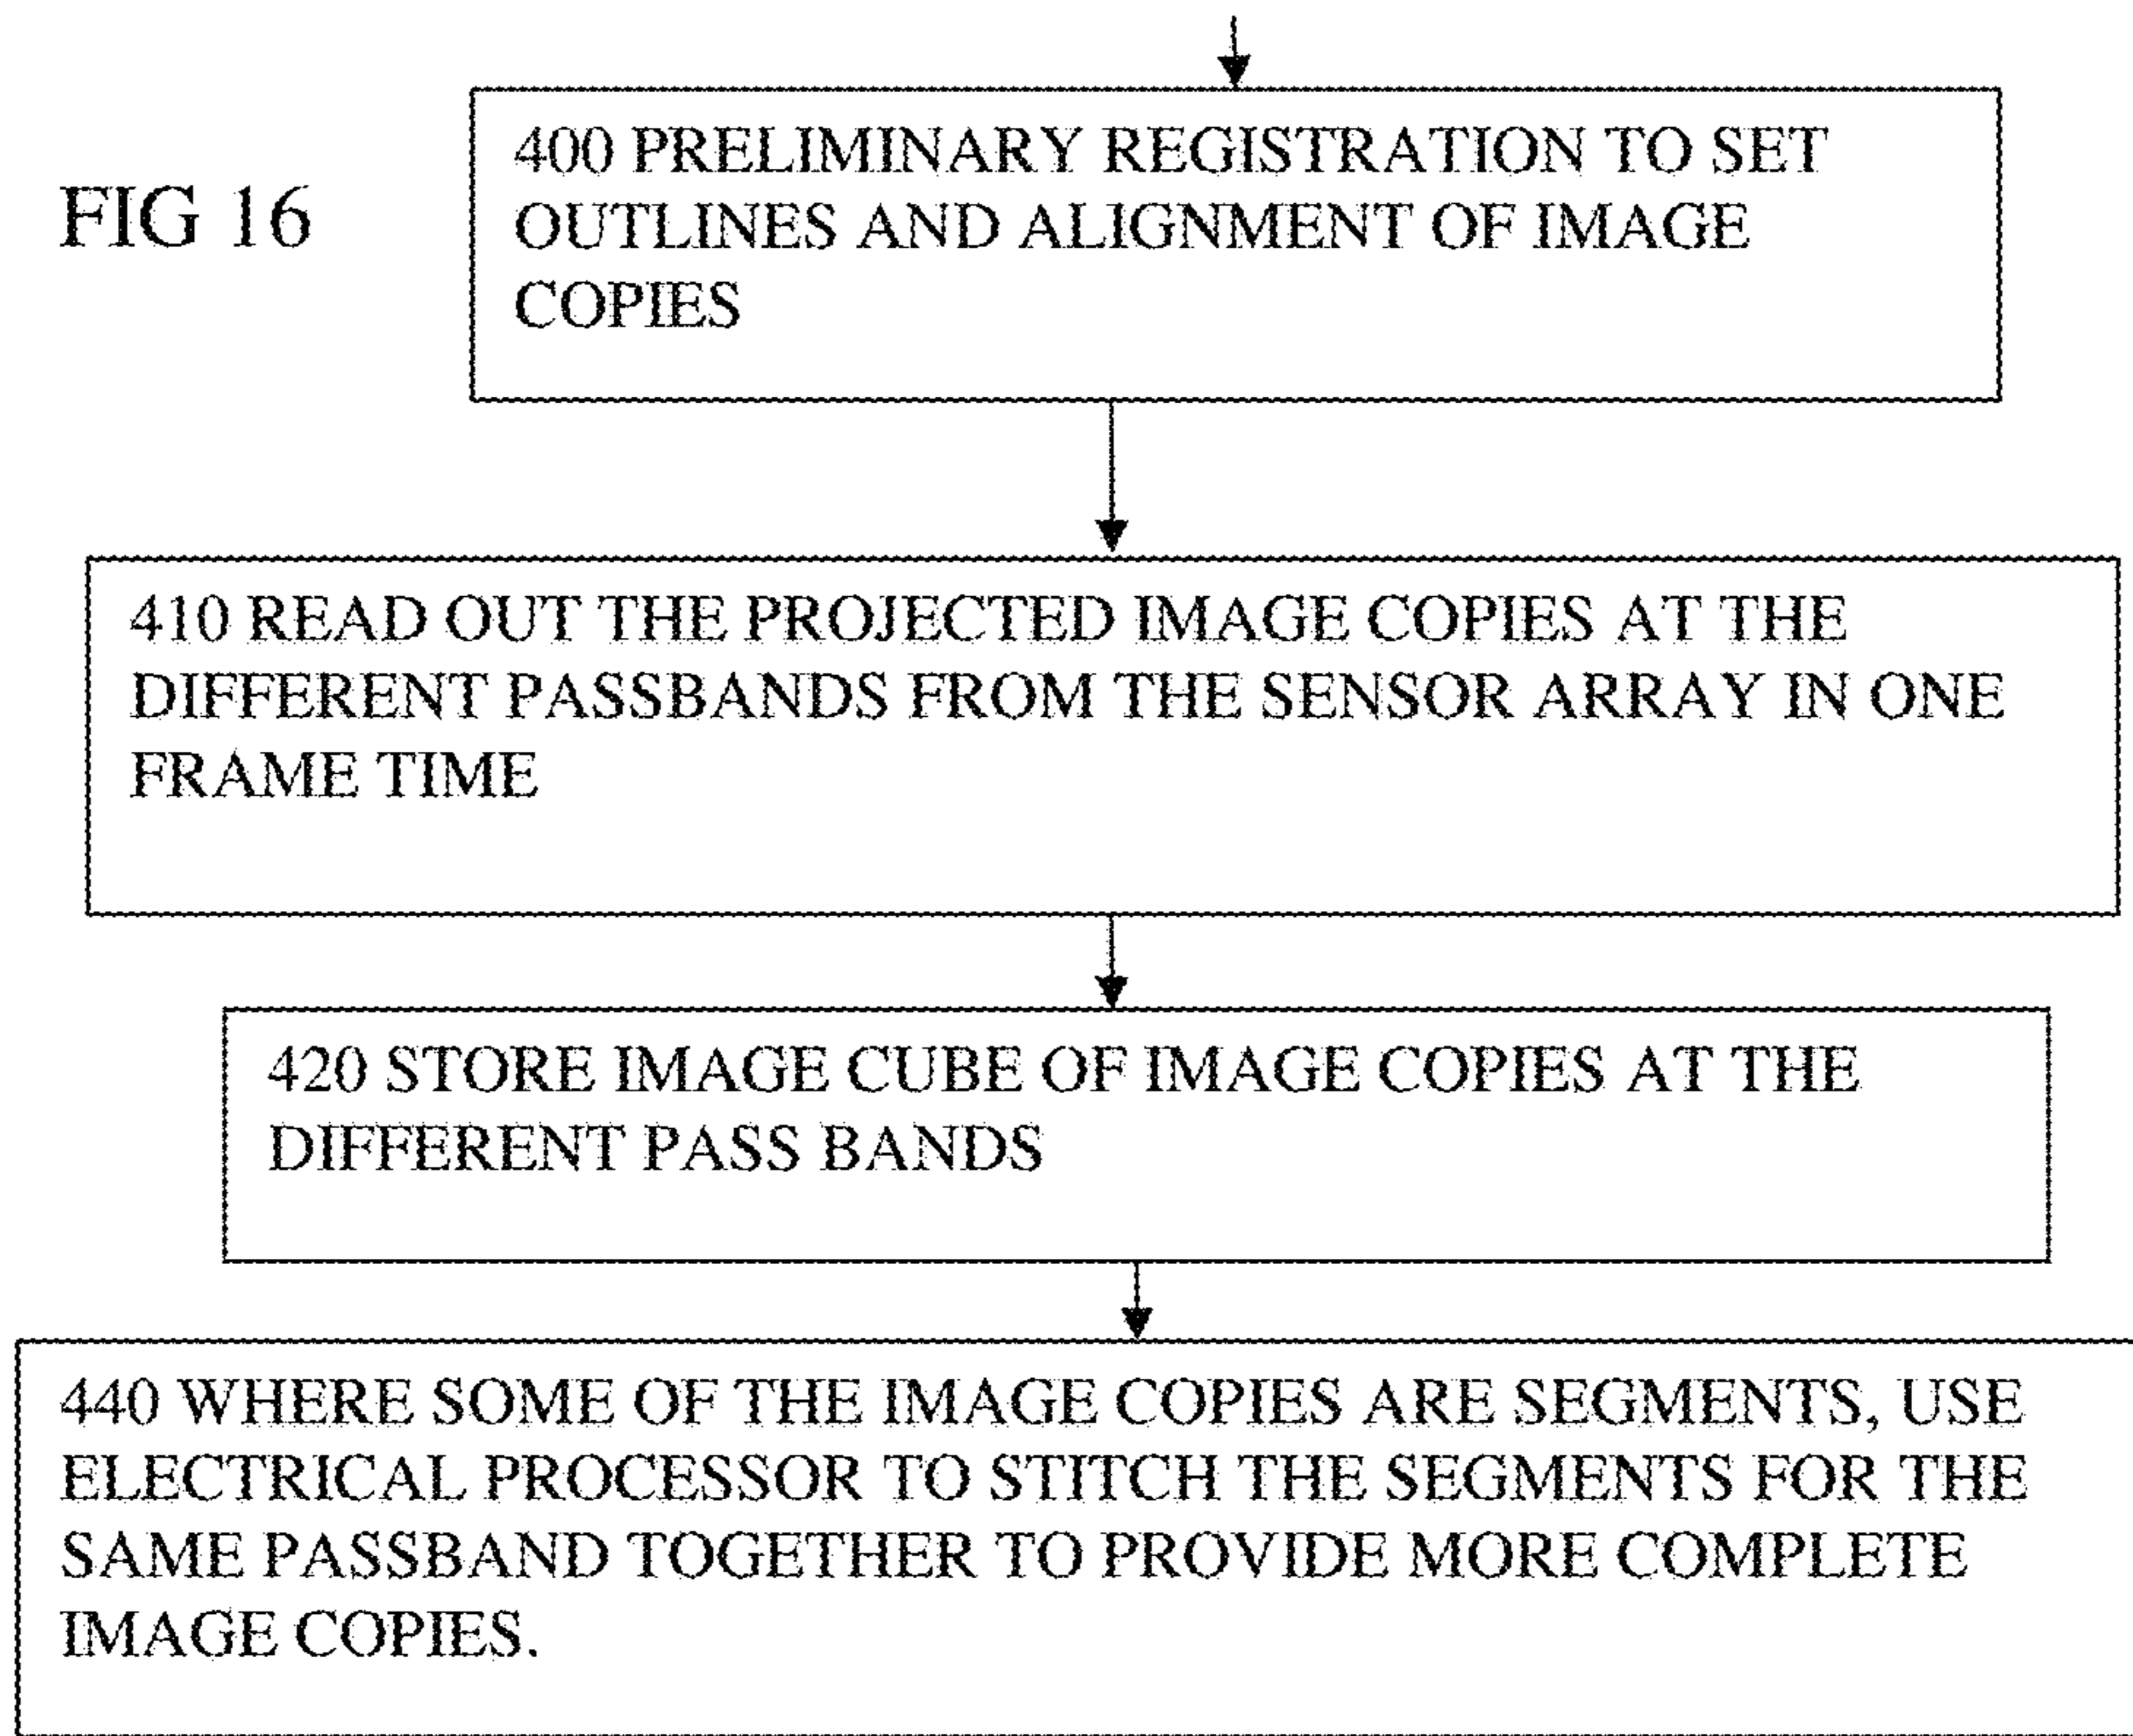 FIG 16
400 PRELIMINARY REGISTRATION TO SET
OUTLINES AND ALIGNMENT OF IMAGE
COPIES
410 READ OUT THE PROJECTED IMAGE COPIES AT THE
DIFFERENT PASSBANDS FROM THE SENSOR ARRAY IN ONE
FRAME TIME
420 STORE IMAGE CUBE OF IMAGE COPIES AT THE
DIFFERENT PASS BANDS
440 WHERE SOME OF THE IMAGE COPIES ARE SEGMENTS, USE
ELECTRICAL PROCESSOR TO STITCH THE SEGMENTS FOR THE
SAME PASSBAND TOGETHER TO PROVIDE MORE COMPLETE
IMAGE COPIES.